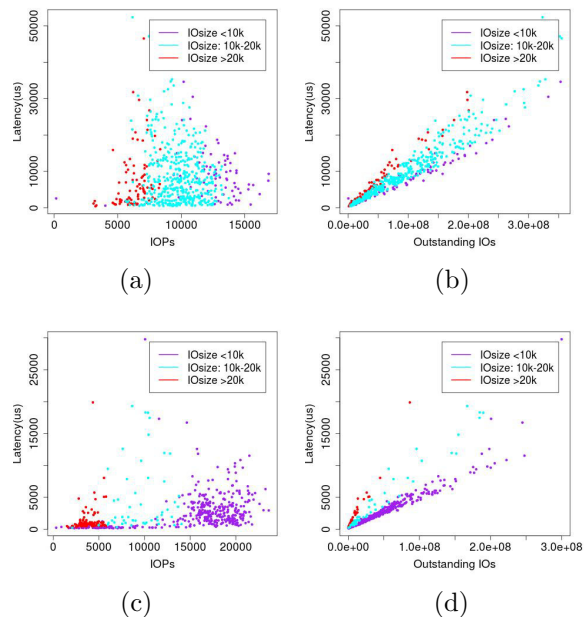 50000
30000
10000
0
Latency(us)
IOsize <10k
IOsize: 10k-20k
IOsize >20k
0
5000
10000
15000
IOPs
(a)
50000
30000
10000
0
Latency(us)
IOsize <10k
IOsize: 10k-20k
IOsize >20k
0.0e+00
1.0e+08
2.0e+08
3.0e+08
Outstanding IOs
(b)
25000
15000
5000
0
Latency(us)
IOsize <10k
IOsize: 10k-20k
IOsize >20k
0
5000
10000
15000
20000
IOPs
(c)
25000
15000
5000
0
Latency(us)
IOsize <10k
IOsize: 10k-20k
IOsize >20k
0.0e+00
1.0e+08
2.0e+08
3.0e+08
Outstanding IOs
(d)